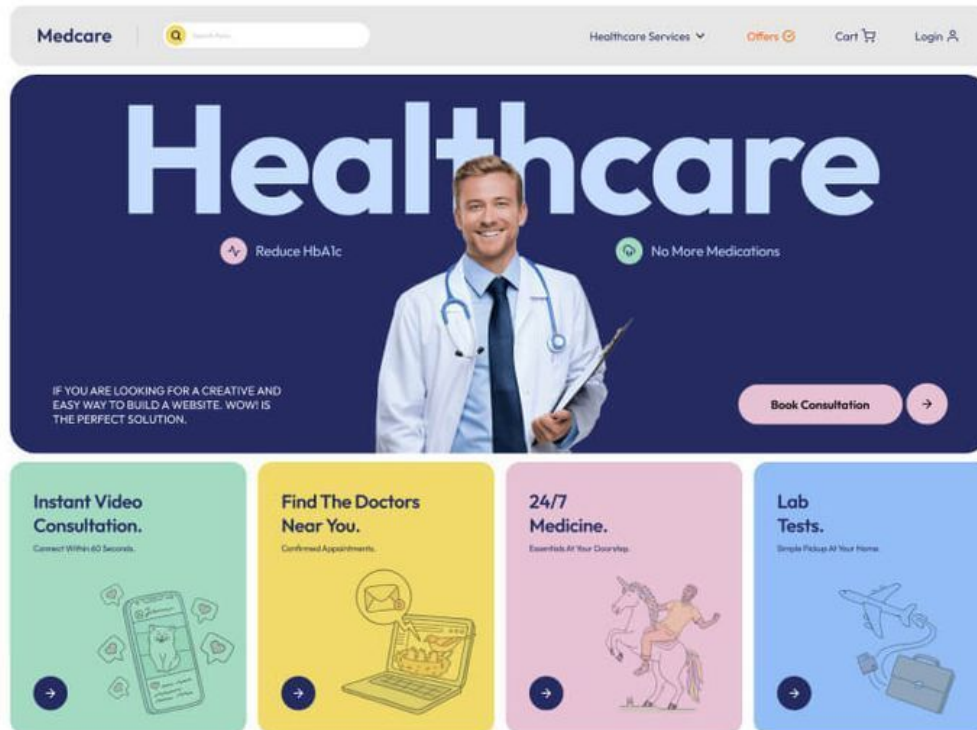 Medcare
Healthcare Services
Offers
Cart
Login
Healthcare
Reduce HbA1c
No More Medications
IF YOU ARE LOOKING FOR A CREATIVE AND
EASY WAY TO BUILD A WEBSITE. WOW! IS
THE PERFECT SOLUTION.
Book Consultation
Instant Video
Consultation.
Connect Within 60 Seconds.
Find The Doctors
Near You.
Confirmed Appointments.
24/7
Medicine.
Essentials At Your Doorstep.
Lab
Tests.
Simple Pickup At Your Home.